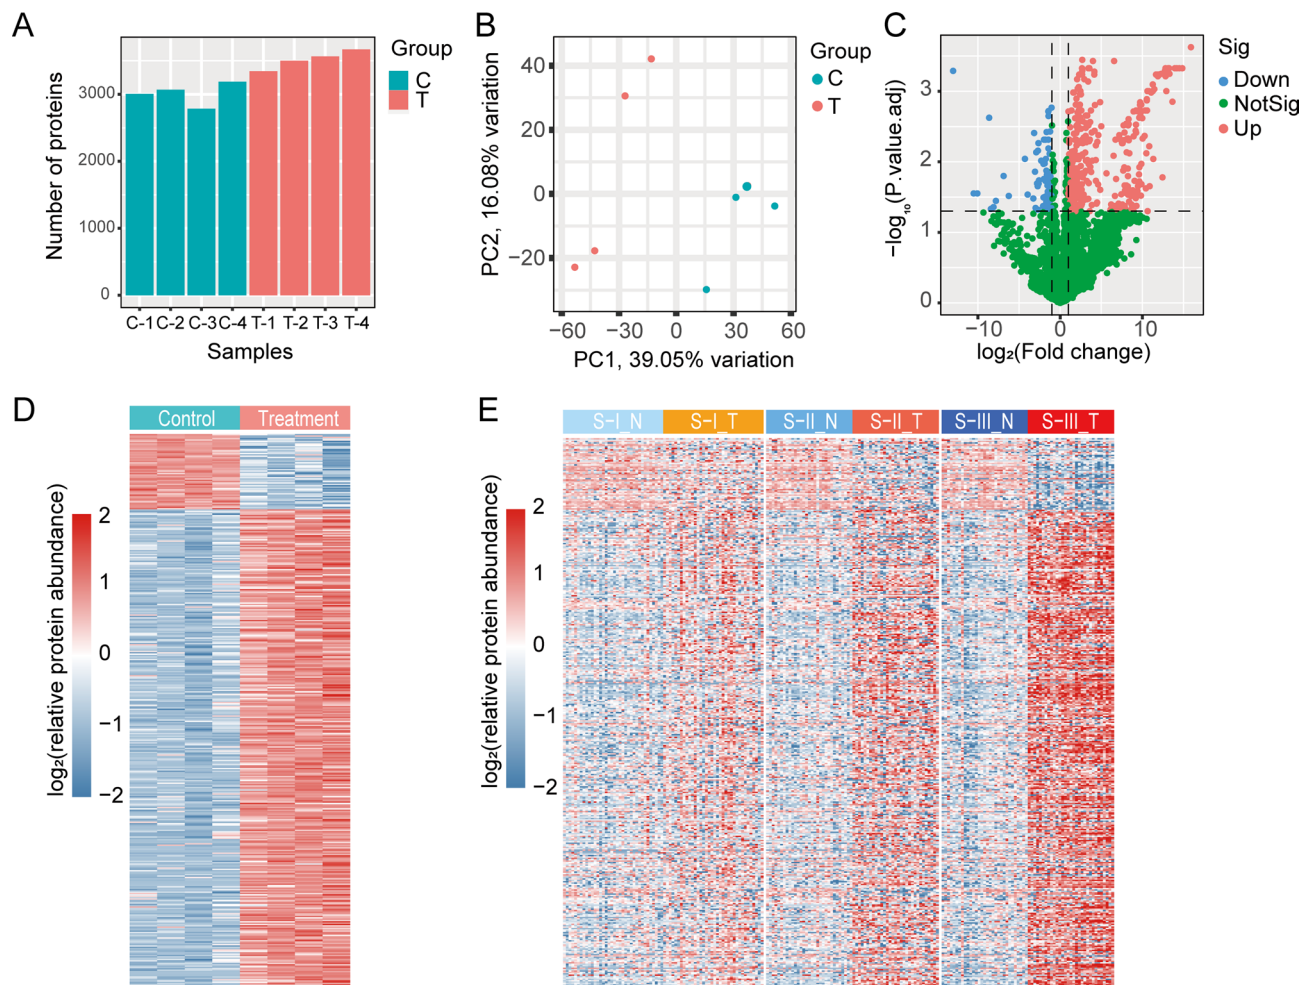 A
Number of proteins
3000
2000
1000
0
C-1 C-2 C-3 C-4 T-1 T-2 T-3 T-4
Samples
Group
C
T
B
PC2, 16.08% variation
40
20
0
−20
−60 −30 0 30 60
PC1, 39.05% variation
Group
C
T
C
−log₁₀(P.value.adj)
3
2
1
0
−10 0 10
log₂(Fold change)
Sig
Down
NotSig
Up
D
Control Treatment
log₂(relative protein abundance)
2
1
0
−1
−2
E
S-I_N S-I_T S-II_N S-II_T S-III_N S-III_T
log₂(relative protein abundance)
2
1
0
−1
−2